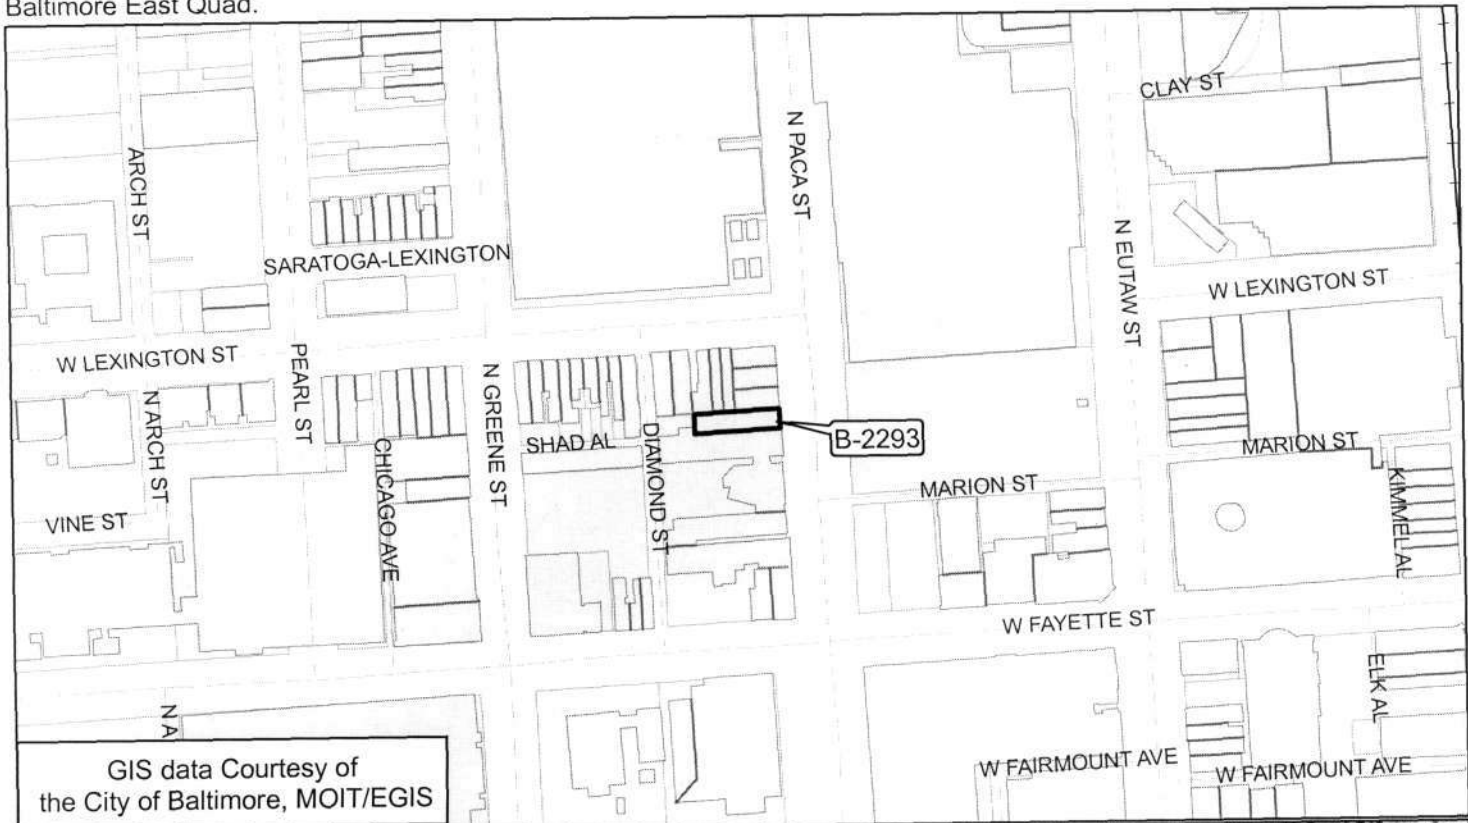 Baltimore East Quad.
CLAY ST
N PACA ST
ARCH ST
N EUTAW ST
SARATOGA-LEXINGTON
W LEXINGTON ST
W LEXINGTON ST
PEARL ST
N GREENE ST
N ARCH ST
SHAD AL
DIAMOND ST
B-2293
MARION ST
CHICAGO AVE
MARION ST
KIMMEL AL
VINE ST
W FAYETTE ST
ELK AL
N A
W FAIRMOUNT AVE
W FAIRMOUNT AVE
GIS data Courtesy of
the City of Baltimore, MOIT/EGIS